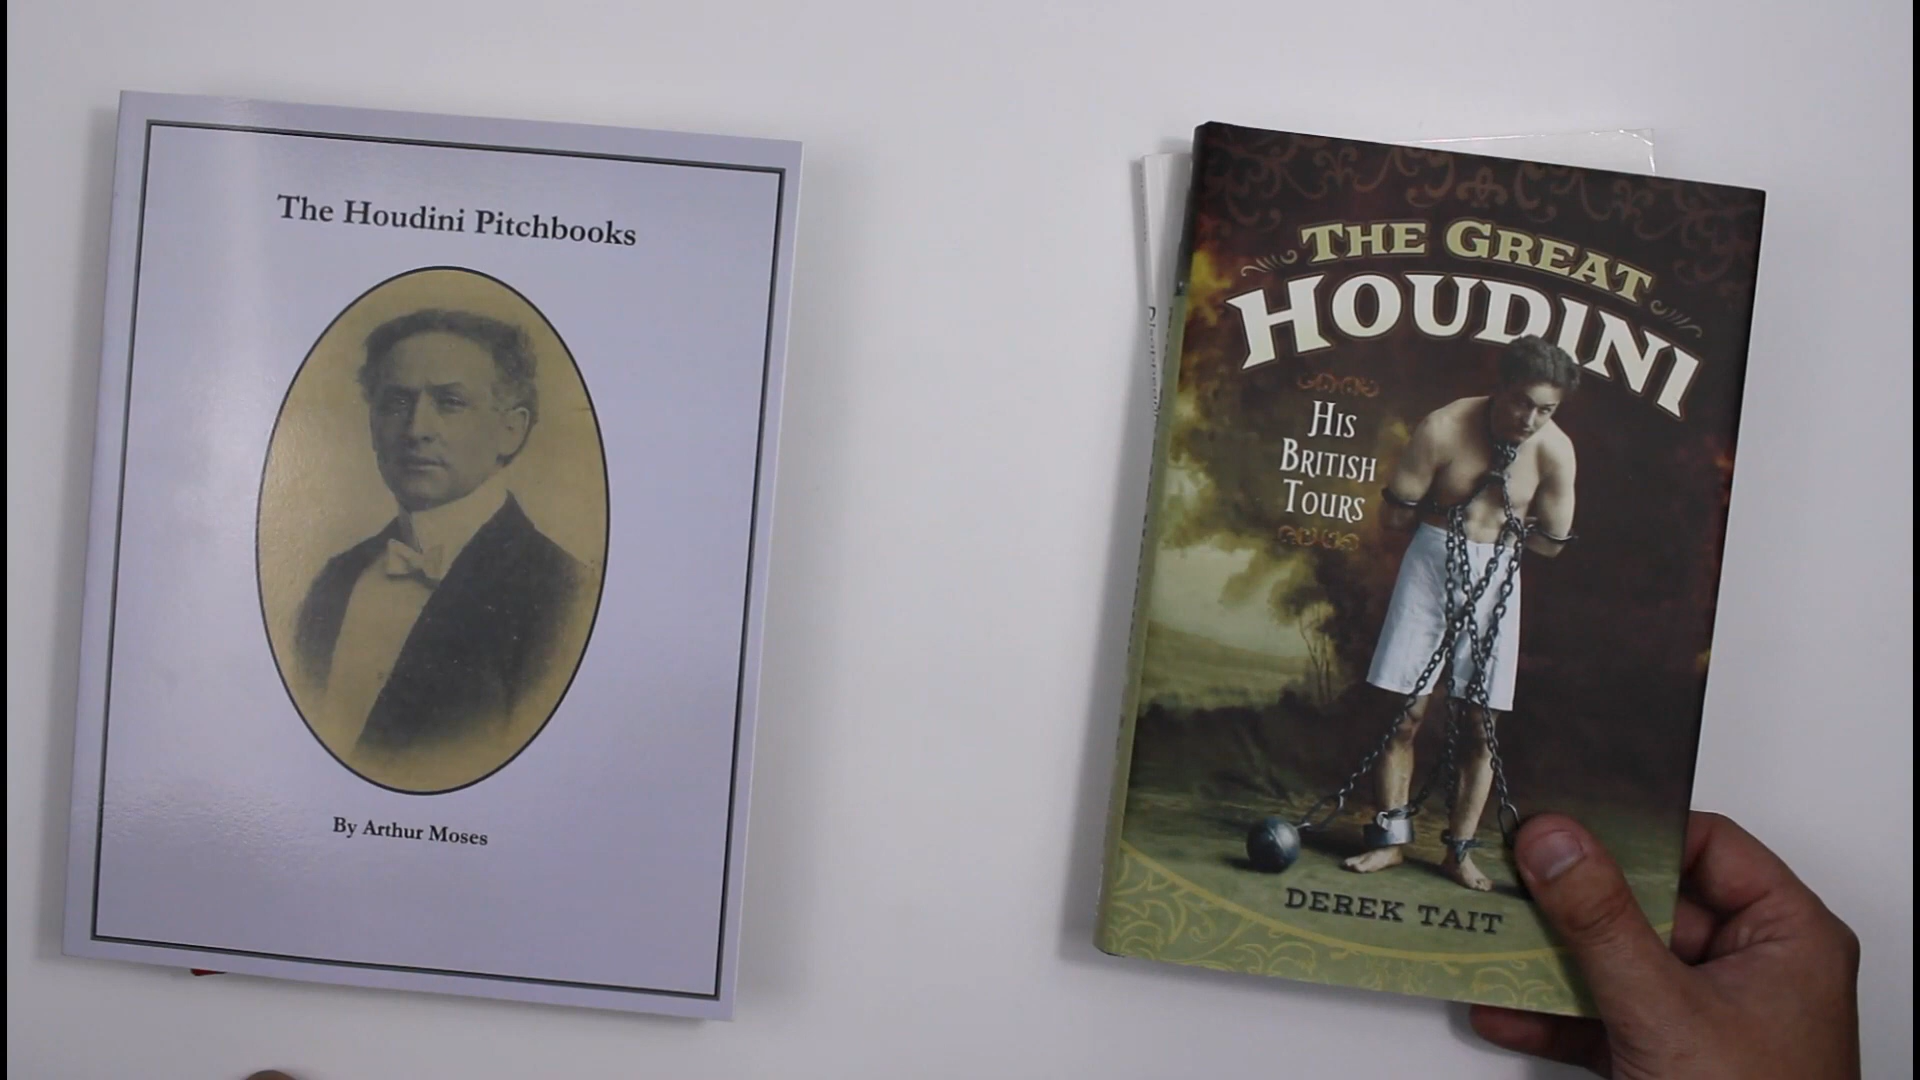 The Houdini Pitchbooks
By Arthur Moses
THE GREAT
HOUDINI
HIS
BRITISH
TOURS
DEREK TAIT